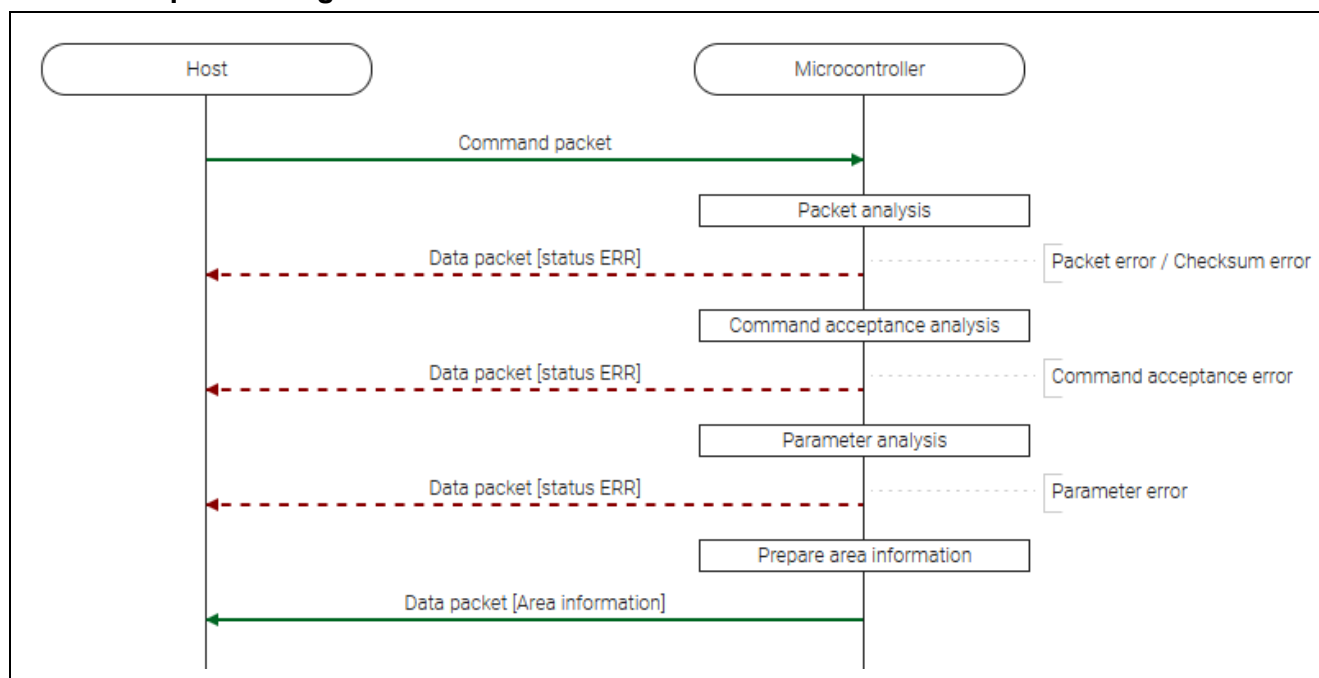 Host
Microcontroller
Command packet
Packet analysis
Data packet [status ERR]
Packet error / Checksum error
Command acceptance analysis
Data packet [status ERR]
Command acceptance error
Parameter analysis
Data packet [status ERR]
Parameter error
Prepare area information
Data packet [Area information]